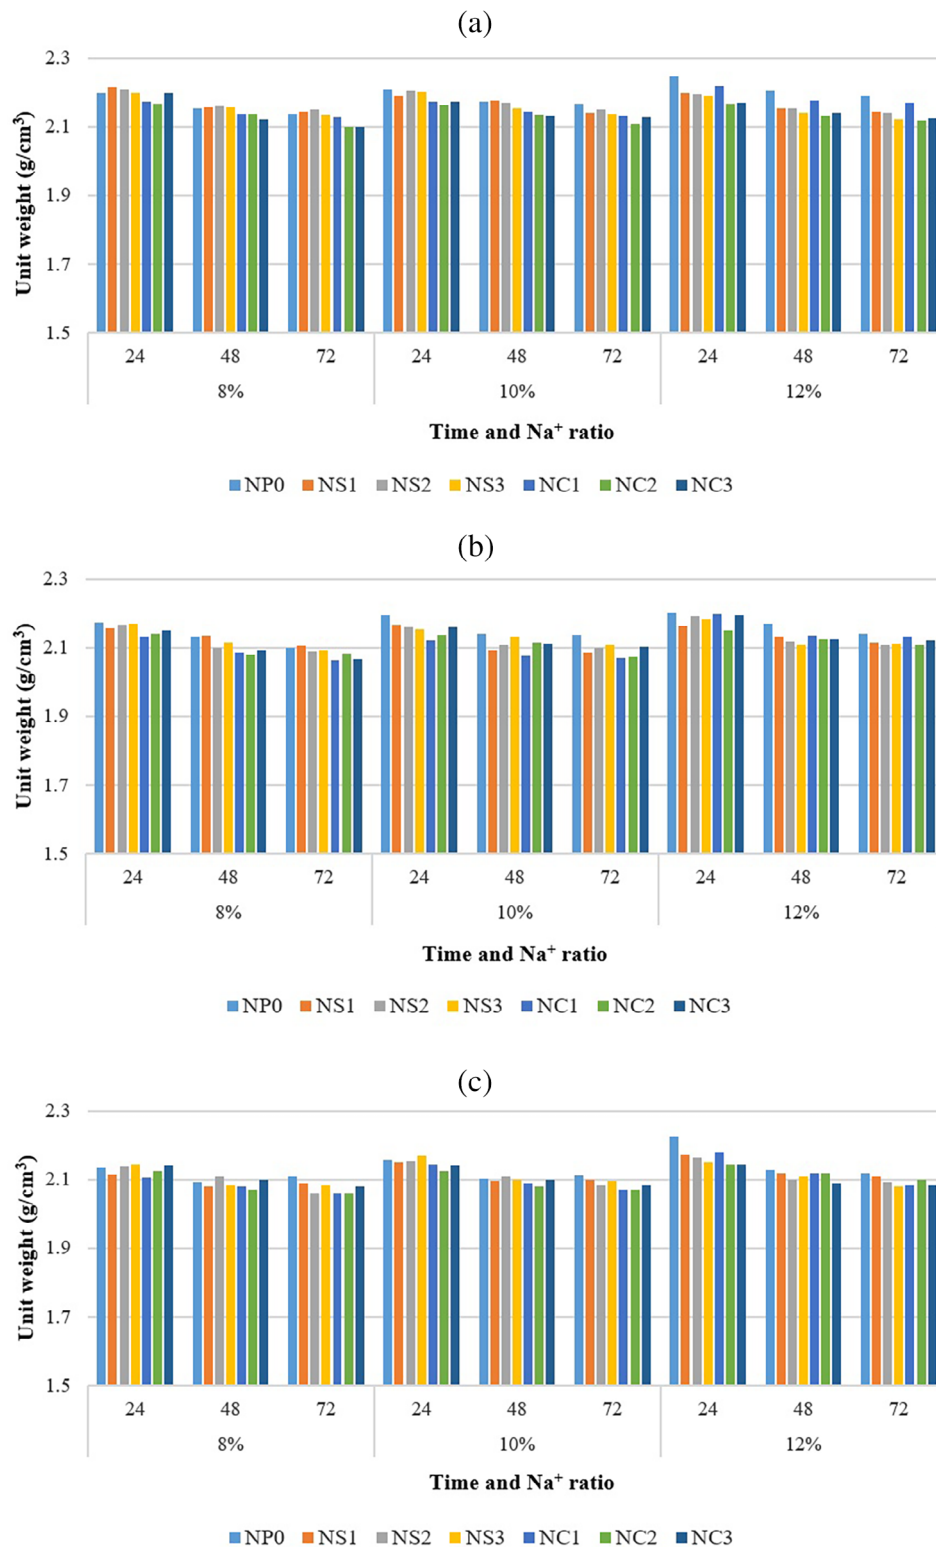 (a)
2.3
2.1
1.9
1.7
1.5
Unit weight (g/cm³)
24 48 72 24 48 72 24 48 72
8% 10% 12%
Time and Na⁺ ratio
NP0 NS1 NS2 NS3 NC1 NC2 NC3
(b)
2.3
2.1
1.9
1.7
1.5
Unit weight (g/cm³)
24 48 72 24 48 72 24 48 72
8% 10% 12%
Time and Na⁺ ratio
NP0 NS1 NS2 NS3 NC1 NC2 NC3
(c)
2.3
2.1
1.9
1.7
1.5
Unit weight (g/cm³)
24 48 72 24 48 72 24 48 72
8% 10% 12%
Time and Na⁺ ratio
NP0 NS1 NS2 NS3 NC1 NC2 NC3